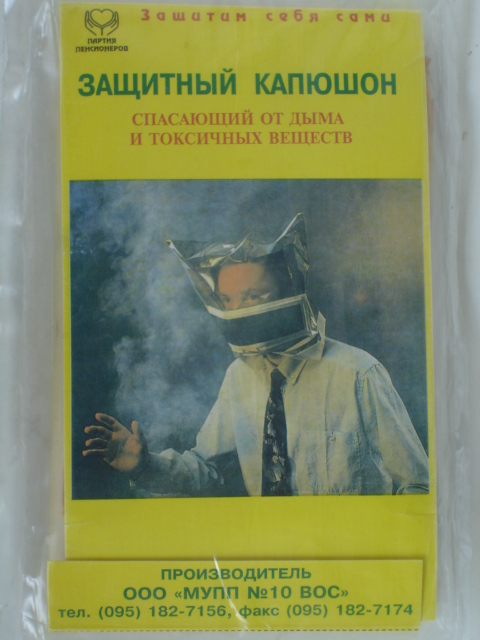 Защитим себя сами
ПАРТИЯ
ПЕНСИОНЕРОВ
ЗАЩИТНЫЙ КАПЮШОН
СПАСАЮЩИЙ ОТ ДЫМА
И ТОКСИЧНЫХ ВЕЩЕСТВ
ПРОИЗВОДИТЕЛЬ
ООО «МУПП №10 ВОС»
тел. (095) 182-7156, факс (095) 182-7174